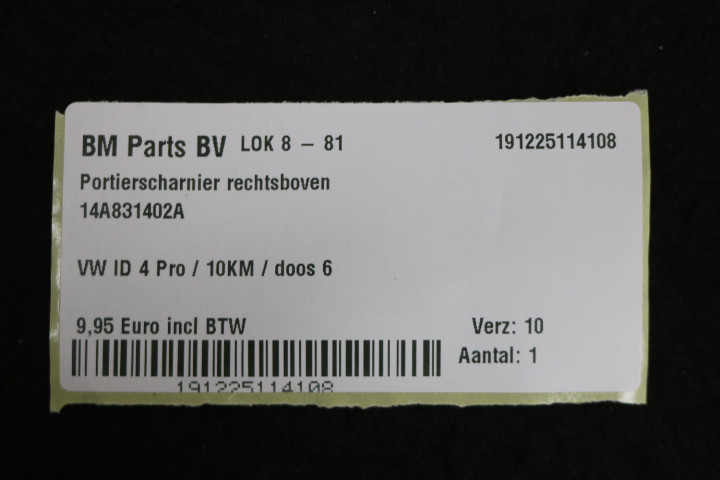 BM Parts BV LOK 8 – 81 191225114108
Portierscharnier rechtsboven
14A831402A
VW ID 4 Pro / 10KM / doos 6
9,95 Euro incl BTW Verz: 10
Aantal: 1
191225114108